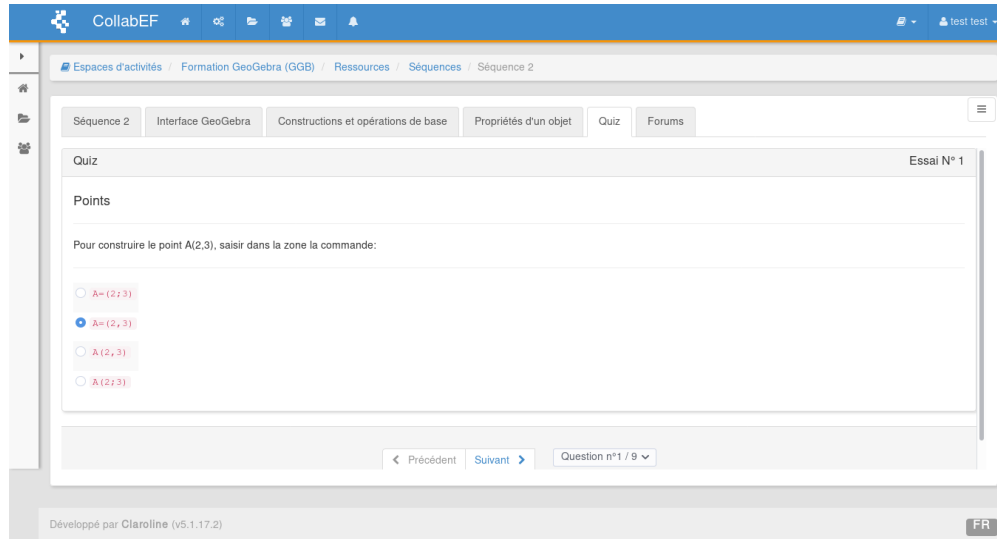 CollabEF
test test
Espaces d'activités / Formation GeoGebra (GGB) / Ressources / Séquences / Séquence 2
Séquence 2 Interface GeoGebra Constructions et opérations de base Propriétés d'un objet Quiz Forums
Quiz Essai N° 1
Points
Pour construire le point A(2,3), saisir dans la zone la commande:
A=(2;3)
A=(2,3)
A(2,3)
A(2;3)
Précédent Suivant Question n°1 / 9
Développé par Claroline (v5.1.17.2) FR